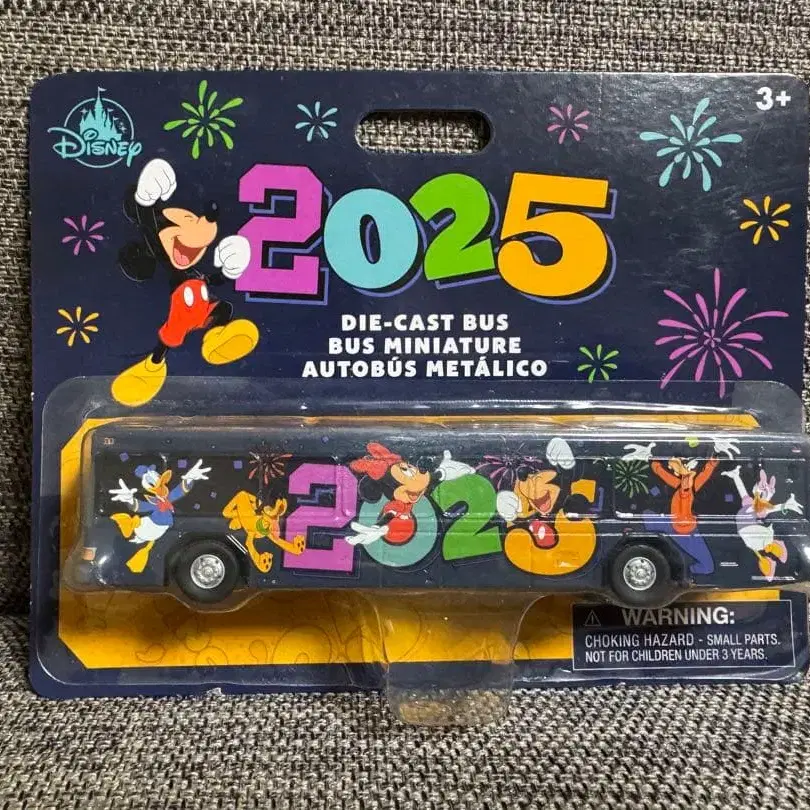 Disney
3+
2025
DIE-CAST BUS
BUS MINIATURE
AUTOBÚS METÁLICO
2025
WARNING:
CHOKING HAZARD - SMALL PARTS.
NOT FOR CHILDREN UNDER 3 YEARS.